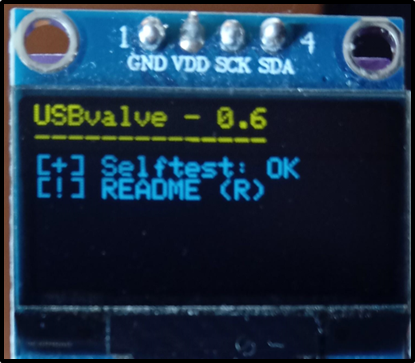 1 4
GND VDD SCK SDA
USBvalve - 0.6
--------------
[+] Selftest: OK
[!] README (R)